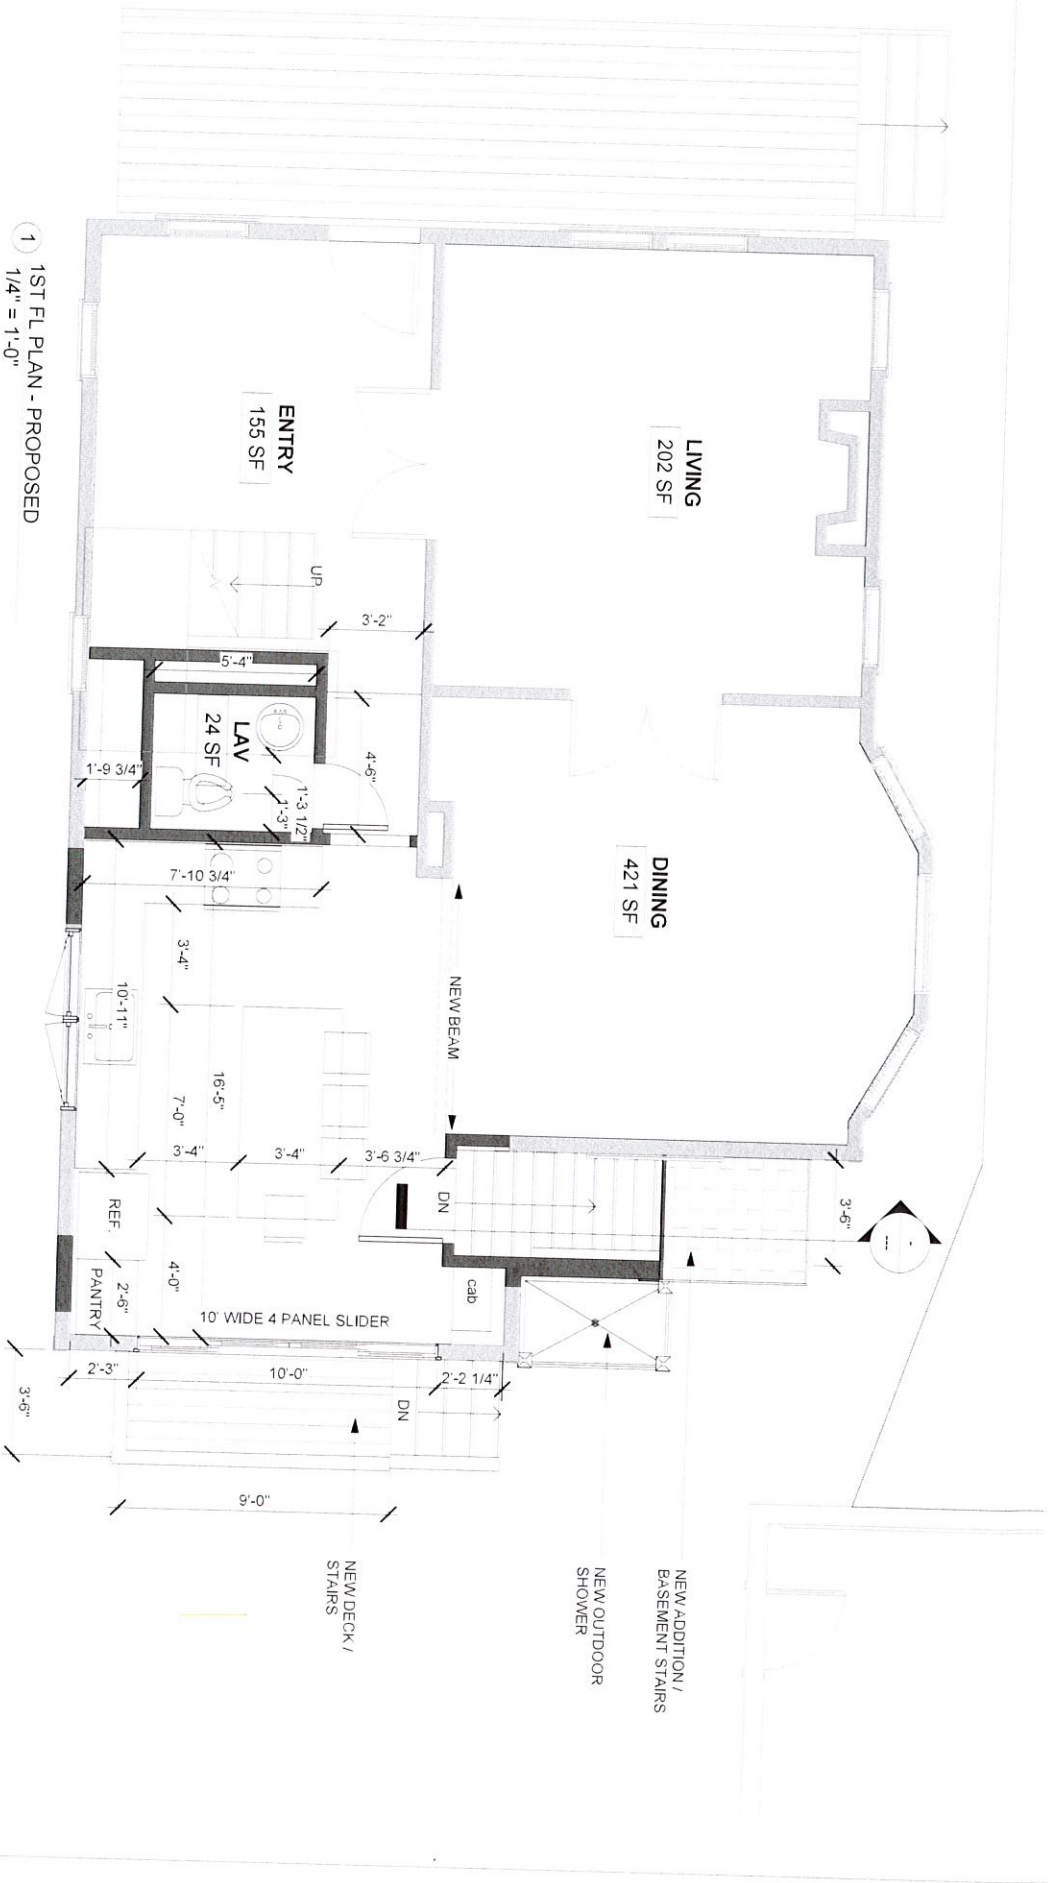 LIVING
202 SF
ENTRY
155 SF
UP
3'-2"
5'-4"
LAV
24 SF
4'-6"
1'-9 3/4"
1'-3 1/2"
1'-3"
DINING
421 SF
7'-10 3/4"
3'-4"
10'-11"
NEW BEAM
16'-5"
7'-0"
3'-4"
3'-4"
3'-6 3/4"
DN
3'-6"
-
---
REF.
4'-0"
2'-6"
PANTRY
cab
10' WIDE 4 PANEL SLIDER
2'-3"
10'-0"
2'-2 1/4"
3'-6"
DN
9'-0"
NEW DECK /
STAIRS
NEW OUTDOOR
SHOWER
NEW ADDITION /
BASEMENT STAIRS
1
1ST FL PLAN - PROPOSED
1/4" = 1'-0"